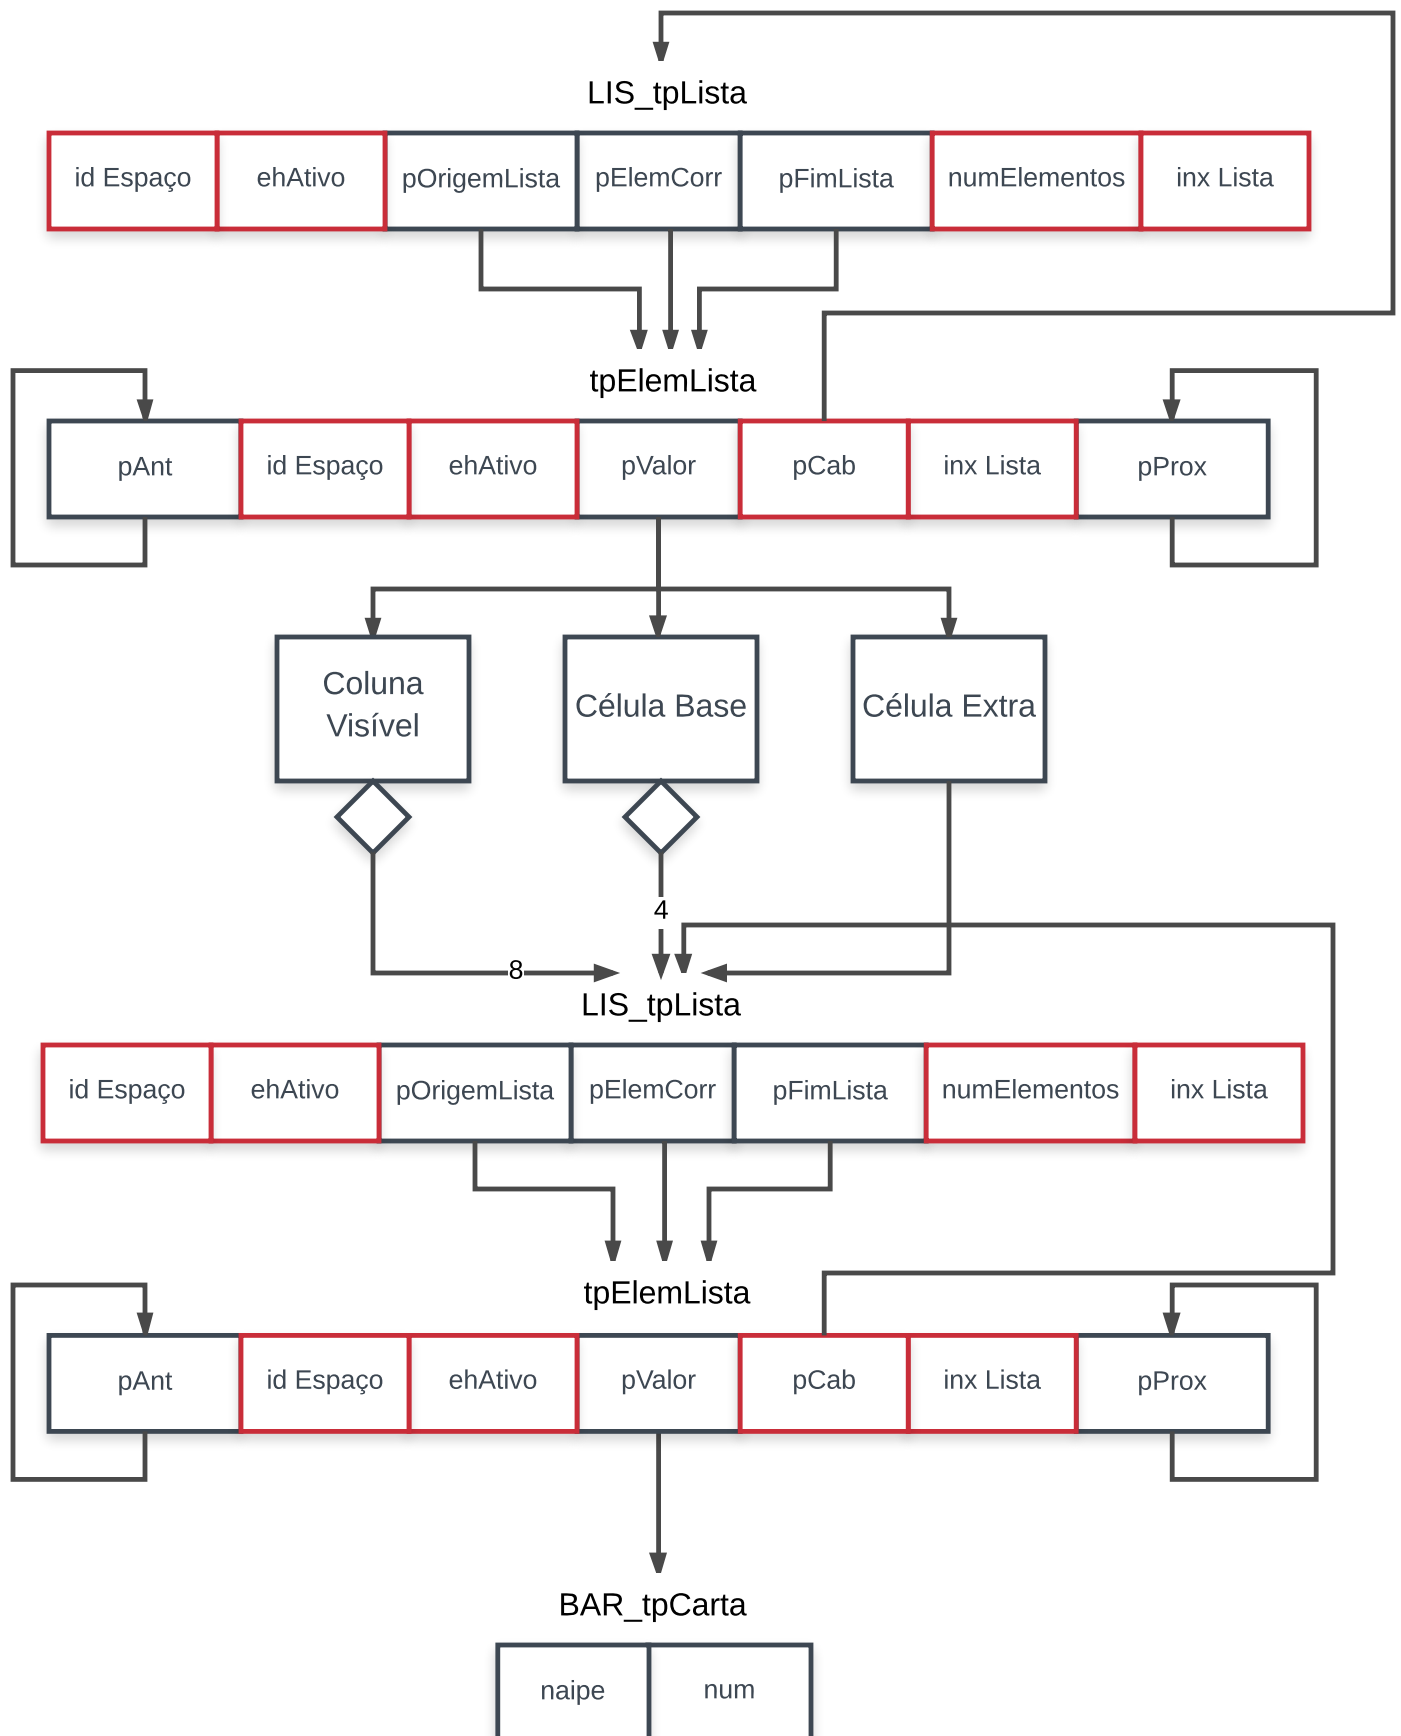 LIS_tpLista
id Espaço ehAtivo pOrigemLista pElemCorr pFimLista numElementos inx Lista
tpElemLista
pAnt id Espaço ehAtivo pValor pCab inx Lista pProx
Coluna
Visível
Célula Base
Célula Extra
4
8
LIS_tpLista
id Espaço ehAtivo pOrigemLista pElemCorr pFimLista numElementos inx Lista
tpElemLista
pAnt id Espaço ehAtivo pValor pCab inx Lista pProx
BAR_tpCarta
naipe num